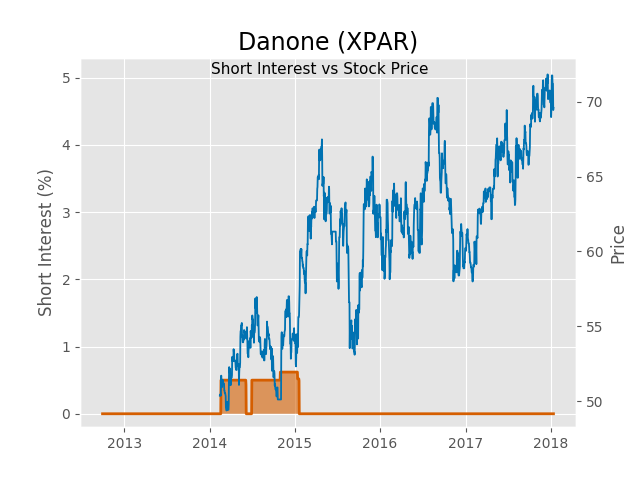 Danone (XPAR)
Short Interest vs Stock Price
Short Interest (%)
5
4
3
2
1
0
70
65
60
55
50
Price
2013 2014 2015 2016 2017 2018